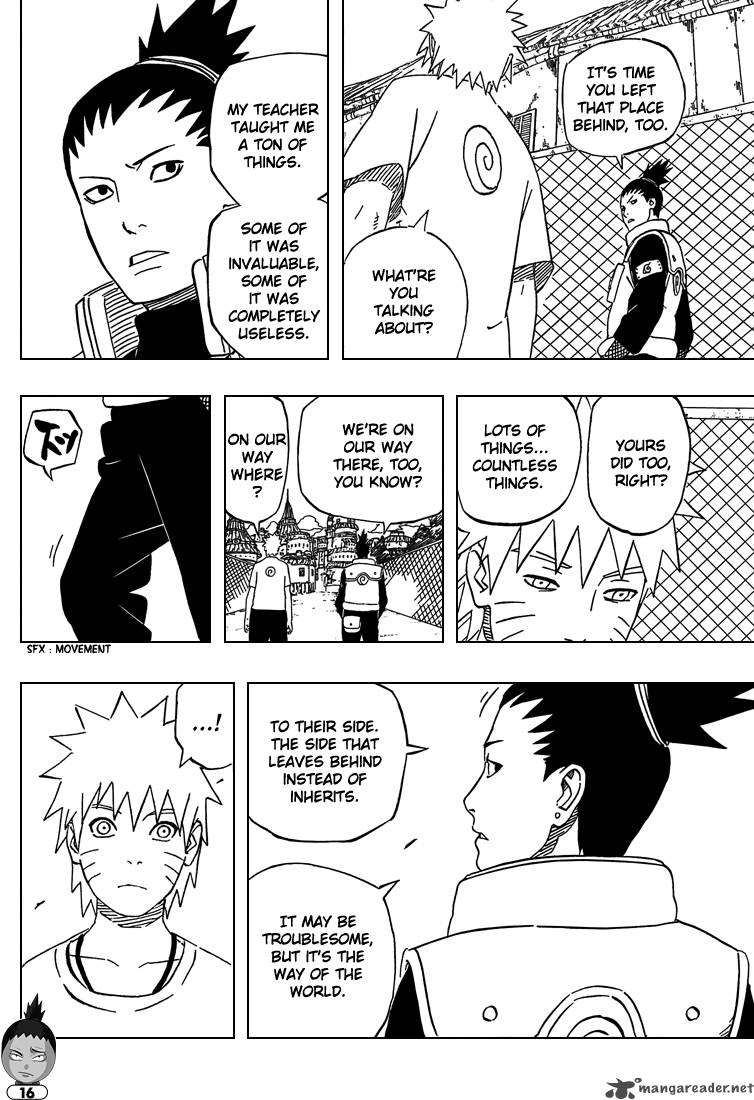 IT'S TIME
YOU LEFT
THAT PLACE
BEHIND, TOO.
WHAT'RE
YOU
TALKING
ABOUT?
MY TEACHER
TAUGHT ME
A TON OF
THINGS.
SOME OF
IT WAS
INVALUABLE,
SOME OF
IT WAS
COMPLETELY
USELESS.
YOURS
DID TOO,
RIGHT?
LOTS OF
THINGS...
COUNTLESS
THINGS.
WE'RE ON
OUR WAY
THERE, TOO,
YOU KNOW?
ON OUR
WAY
WHERE
?
ズッ
SFX : MOVEMENT
TO THEIR SIDE.
THE SIDE THAT
LEAVES BEHIND
INSTEAD OF
INHERITS.
IT MAY BE
TROUBLESOME,
BUT IT'S THE
WAY OF THE
WORLD.
...!
16
mangareader.net